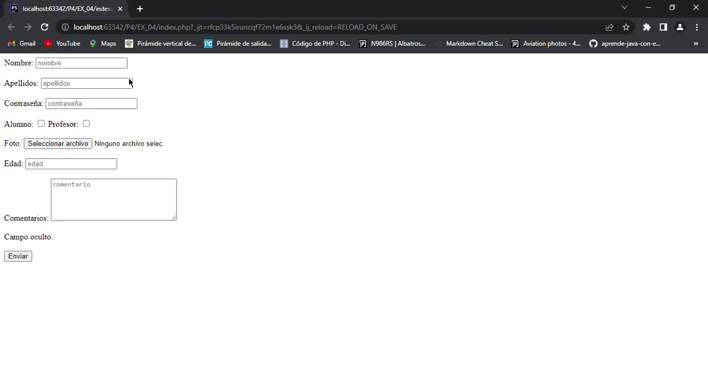 localhost:63342/P4/EX_04/index.
localhost:63342/P4/EX_04/index.php?_ijt=rfcp33k5iruncqf72m1e6ssk3&_ij_reload=RELOAD_ON_SAVE
Gmail YouTube Maps Pirámide vertical de... Pirámide de salida... Código de PHP - Di... N986RS | Albatros... Markdown Cheat S... Aviation photos - 4... aprende-java-con-e... »
Nombre: nombre
Apellidos: apellidos
Contraseña: contraseña
Alumno: Profesor:
Foto: Seleccionar archivo Ninguno archivo selec.
Edad: edad
comentario
Comentarios:
Campo oculto:
Enviar